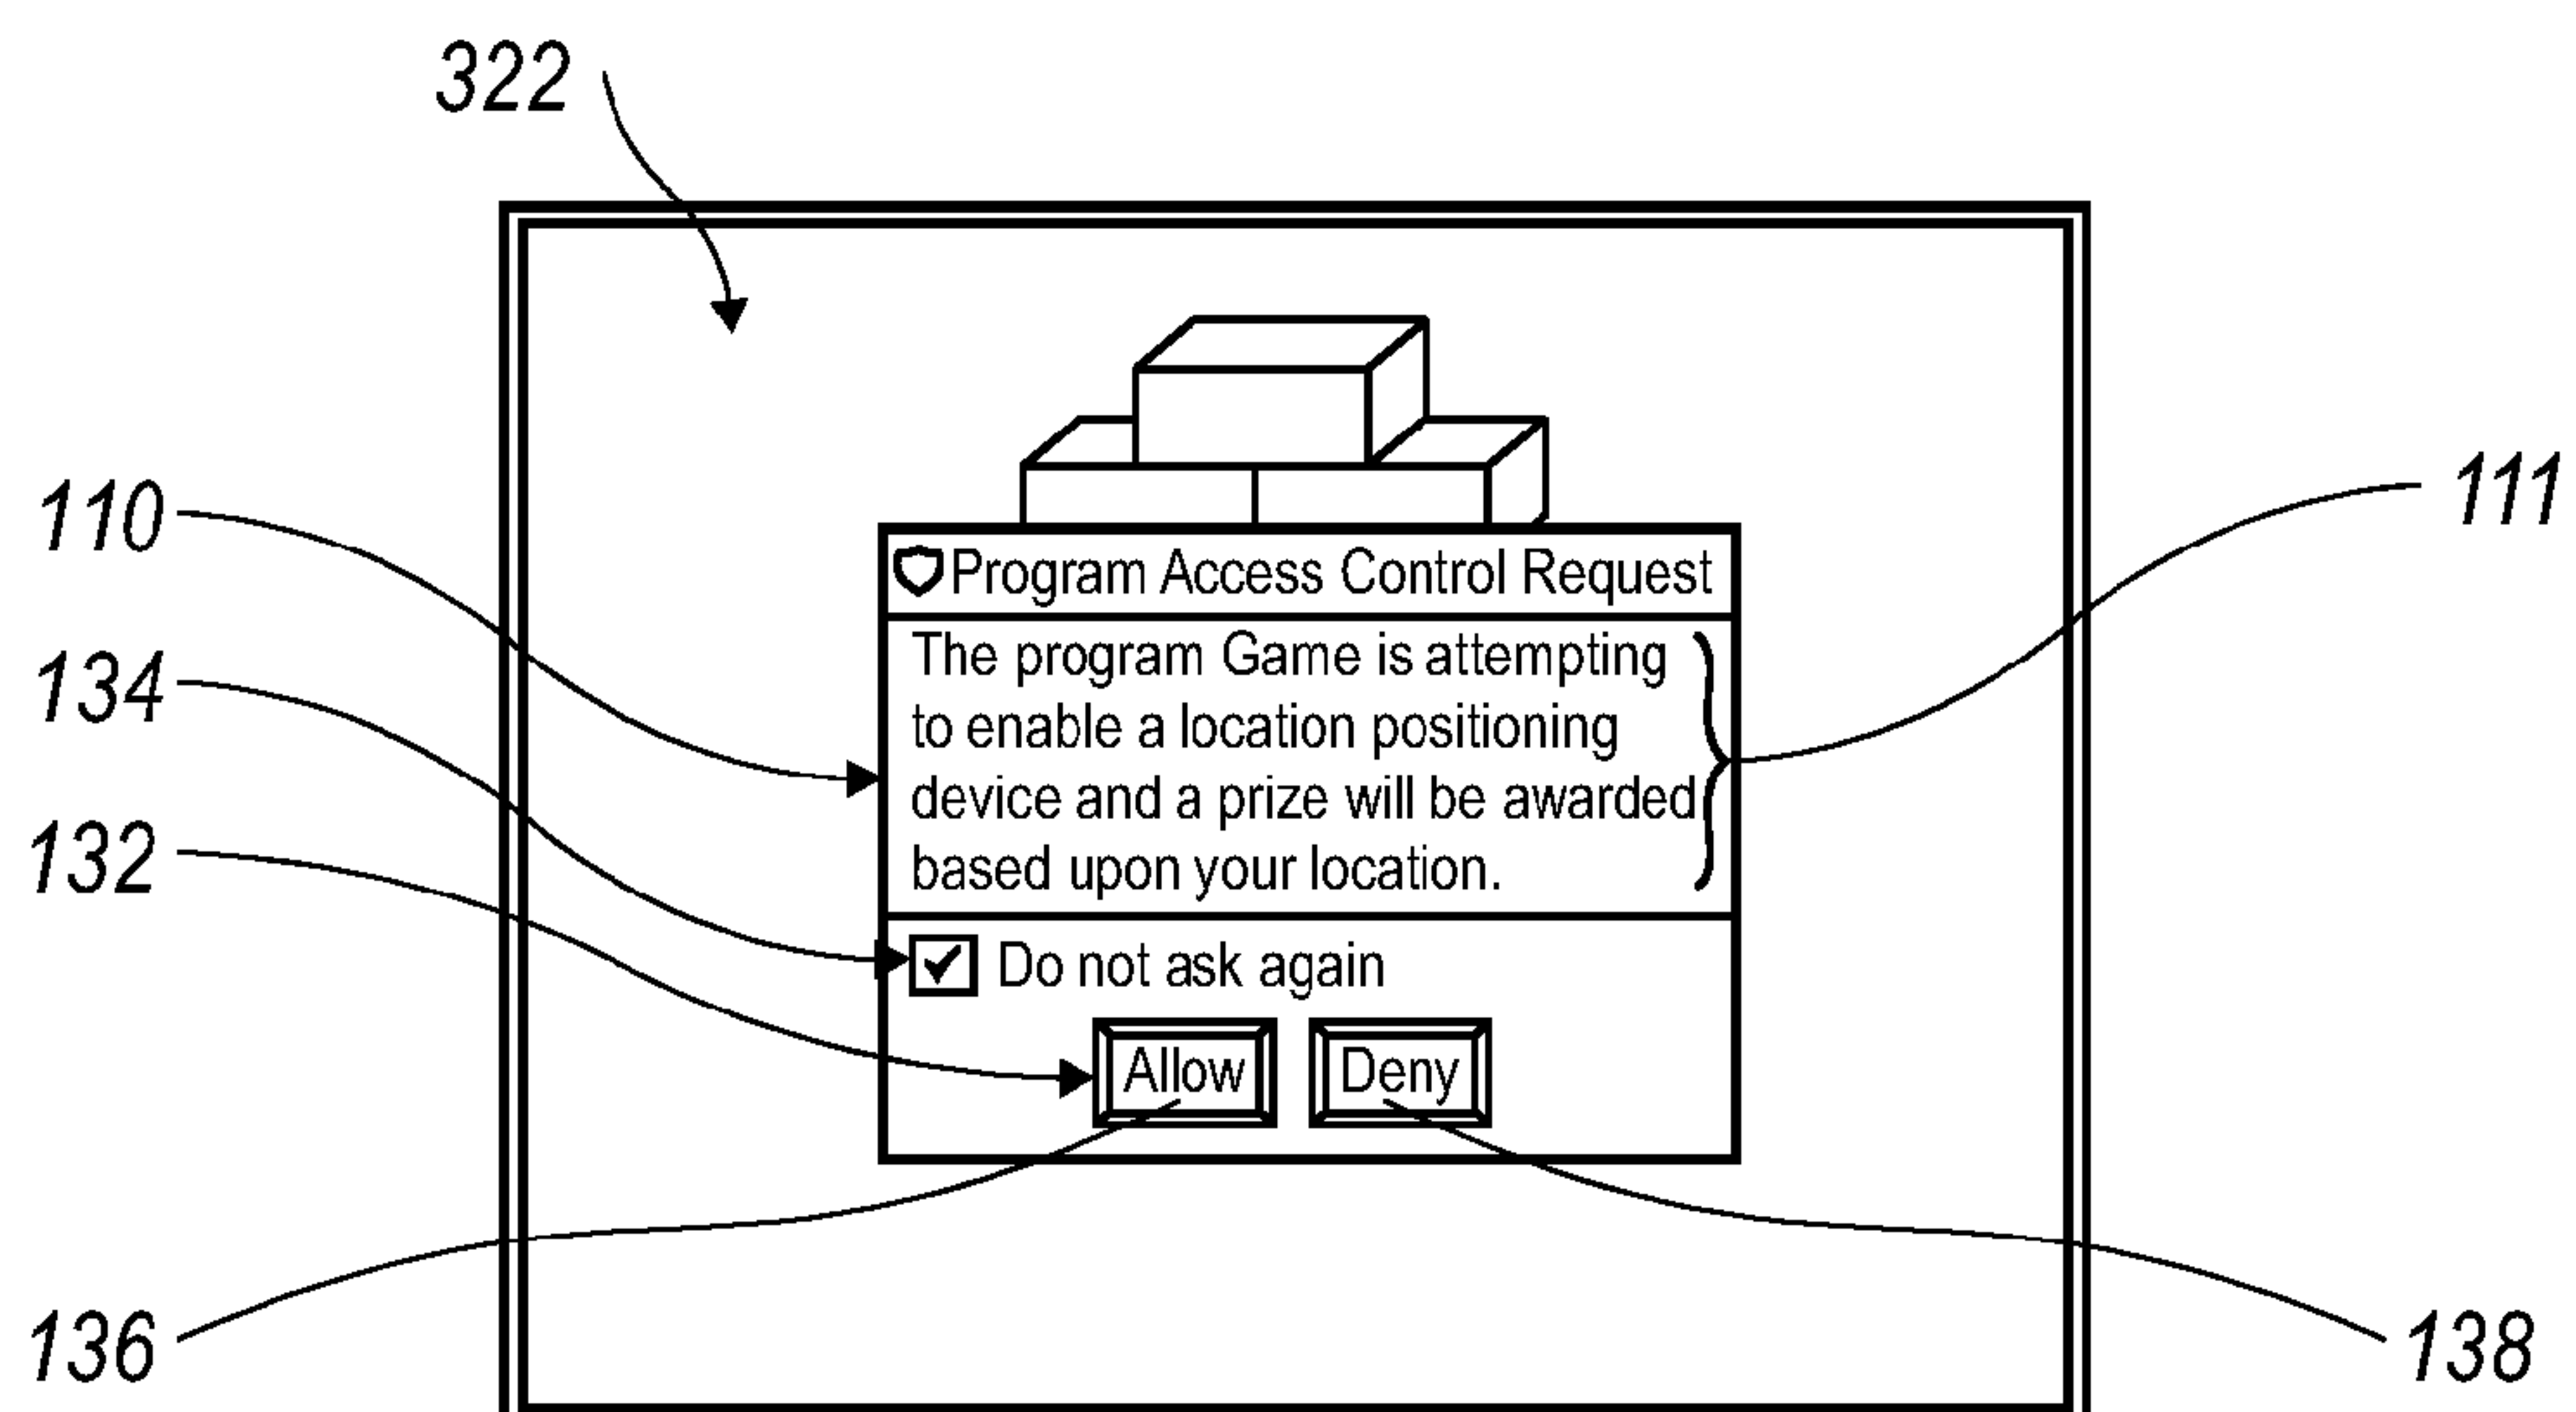 322
110
111
Program Access Control Request
The program Game is attempting
to enable a location positioning
device and a prize will be awarded
based upon your location.
134
132
Do not ask again
Allow Deny
136
138